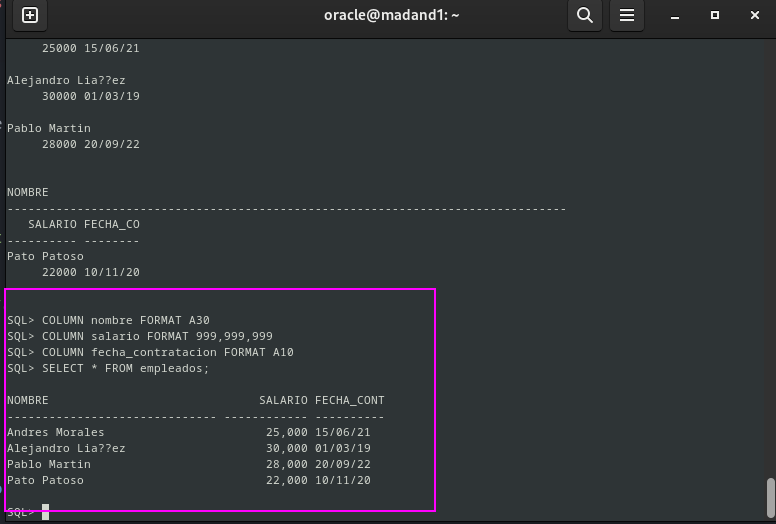 oracle@madand1: ~
25000 15/06/21
Alejandro Lia??ez
30000 01/03/19
Pablo Martin
28000 20/09/22
NOMBRE
--------------------------------------------------------------------------------
SALARIO FECHA_CO
---------- --------
Pato Patoso
22000 10/11/20
SQL> COLUMN nombre FORMAT A30
SQL> COLUMN salario FORMAT 999,999,999
SQL> COLUMN fecha_contratacion FORMAT A10
SQL> SELECT * FROM empleados;
NOMBRE SALARIO FECHA_CONT
------------------------------ ------------ ----------
Andres Morales 25,000 15/06/21
Alejandro Lia??ez 30,000 01/03/19
Pablo Martin 28,000 20/09/22
Pato Patoso 22,000 10/11/20
SQL>